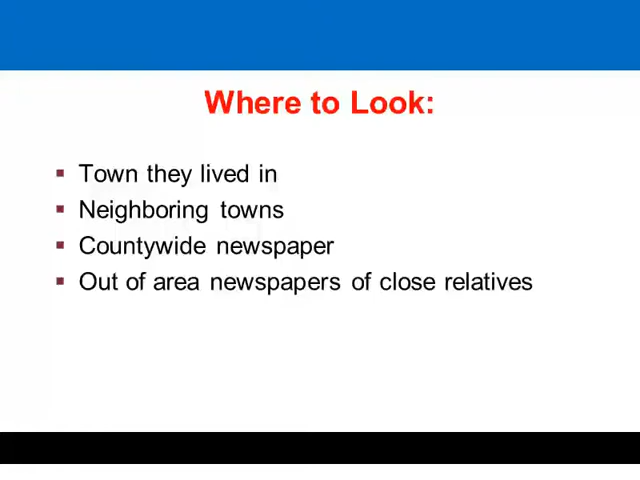 Where to Look:
Town they lived in
Neighboring towns
Countywide newspaper
Out of area newspapers of close relatives